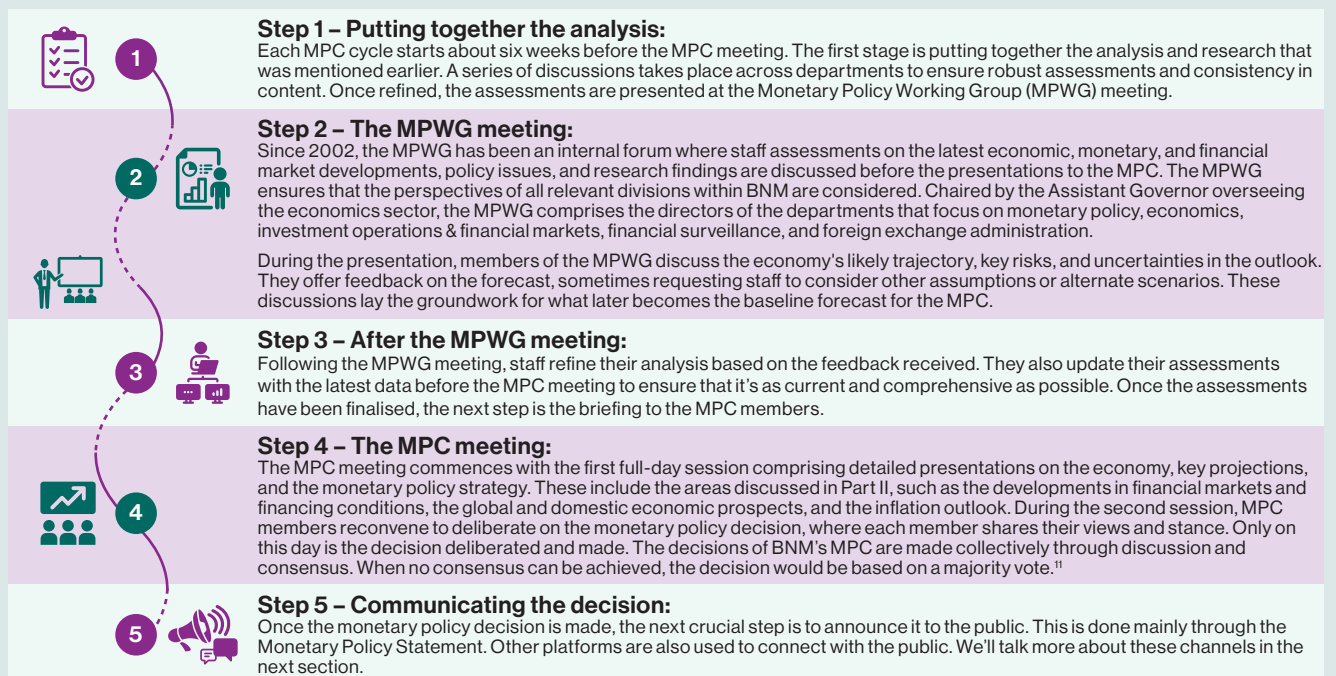 Step 1 – Putting together the analysis:
1
Each MPC cycle starts about six weeks before the MPC meeting. The first stage is putting together the analysis and research that
was mentioned earlier. A series of discussions takes place across departments to ensure robust assessments and consistency in
content. Once refined, the assessments are presented at the Monetary Policy Working Group (MPWG) meeting.
Step 2 – The MPWG meeting:
2
Since 2002, the MPWG has been an internal forum where staff assessments on the latest economic, monetary, and financial
market developments, policy issues, and research findings are discussed before the presentations to the MPC. The MPWG
ensures that the perspectives of all relevant divisions within BNM are considered. Chaired by the Assistant Governor overseeing
the economics sector, the MPWG comprises the directors of the departments that focus on monetary policy, economics,
investment operations & financial markets, financial surveillance, and foreign exchange administration.
During the presentation, members of the MPWG discuss the economy's likely trajectory, key risks, and uncertainties in the outlook.
They offer feedback on the forecast, sometimes requesting staff to consider other assumptions or alternate scenarios. These
discussions lay the groundwork for what later becomes the baseline forecast for the MPC.
Step 3 – After the MPWG meeting:
3
Following the MPWG meeting, staff refine their analysis based on the feedback received. They also update their assessments
with the latest data before the MPC meeting to ensure that it's as current and comprehensive as possible. Once the assessments
have been finalised, the next step is the briefing to the MPC members.
Step 4 – The MPC meeting:
4
The MPC meeting commences with the first full-day session comprising detailed presentations on the economy, key projections,
and the monetary policy strategy. These include the areas discussed in Part II, such as the developments in financial markets and
financing conditions, the global and domestic economic prospects, and the inflation outlook. During the second session, MPC
members reconvene to deliberate on the monetary policy decision, where each member shares their views and stance. Only on
this day is the decision deliberated and made. The decisions of BNM's MPC are made collectively through discussion and
consensus. When no consensus can be achieved, the decision would be based on a majority vote.¹¹
Step 5 – Communicating the decision:
5
Once the monetary policy decision is made, the next crucial step is to announce it to the public. This is done mainly through the
Monetary Policy Statement. Other platforms are also used to connect with the public. We'll talk more about these channels in the
next section.